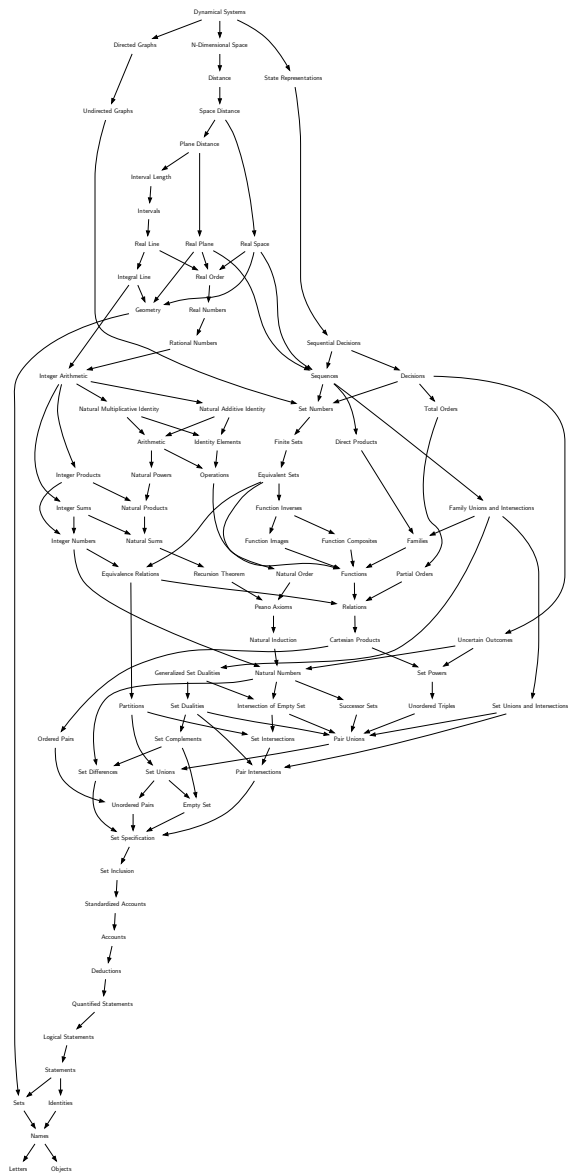 Dynamical Systems
Directed Graphs
N-Dimensional Space
Distance
State Representations
Undirected Graphs
Space Distance
Plane Distance
Interval Length
Intervals
Real Line
Real Plane
Real Space
Integral Line
Real Order
Geometry
Real Numbers
Rational Numbers
Sequential Decisions
Integer Arithmetic
Sequences
Decisions
Natural Multiplicative Identity
Natural Additive Identity
Set Numbers
Total Orders
Arithmetic
Identity Elements
Finite Sets
Direct Products
Integer Products
Natural Powers
Operations
Equivalent Sets
Integer Sums
Natural Products
Function Inverses
Family Unions and Intersections
Integer Numbers
Natural Sums
Function Images
Function Composites
Families
Equivalence Relations
Recursion Theorem
Natural Order
Functions
Partial Orders
Peano Axioms
Relations
Natural Induction
Cartesian Products
Uncertain Outcomes
Generalized Set Dualities
Natural Numbers
Set Powers
Partitions
Set Dualities
Intersection of Empty Set
Successor Sets
Unordered Triples
Set Unions and Intersections
Ordered Pairs
Set Complements
Set Intersections
Pair Unions
Set Differences
Set Unions
Pair Intersections
Unordered Pairs
Empty Set
Set Specification
Set Inclusion
Standardized Accounts
Accounts
Deductions
Quantified Statements
Logical Statements
Statements
Sets
Identities
Names
Letters
Objects